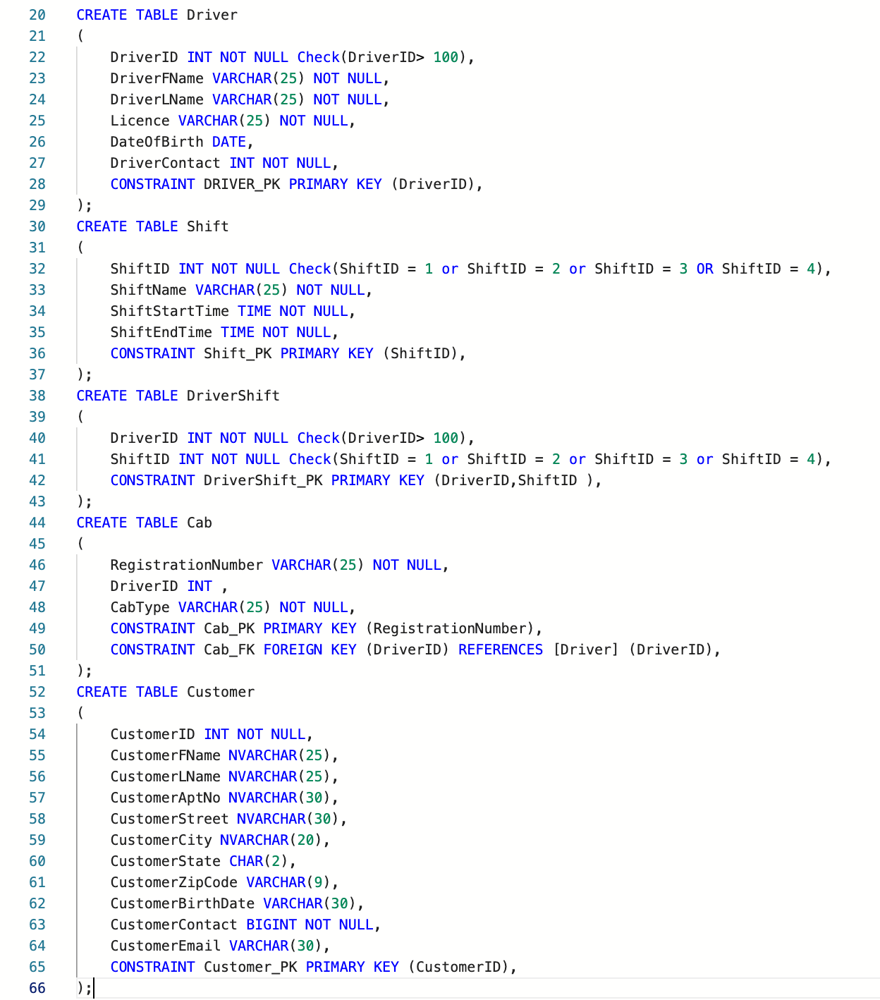 20 CREATE TABLE Driver
21 (
22 DriverID INT NOT NULL Check(DriverID> 100),
23 DriverFName VARCHAR(25) NOT NULL,
24 DriverLName VARCHAR(25) NOT NULL,
25 Licence VARCHAR(25) NOT NULL,
26 DateOfBirth DATE,
27 DriverContact INT NOT NULL,
28 CONSTRAINT DRIVER_PK PRIMARY KEY (DriverID),
29 );
30 CREATE TABLE Shift
31 (
32 ShiftID INT NOT NULL Check(ShiftID = 1 or ShiftID = 2 or ShiftID = 3 OR ShiftID = 4),
33 ShiftName VARCHAR(25) NOT NULL,
34 ShiftStartTime TIME NOT NULL,
35 ShiftEndTime TIME NOT NULL,
36 CONSTRAINT Shift_PK PRIMARY KEY (ShiftID),
37 );
38 CREATE TABLE DriverShift
39 (
40 DriverID INT NOT NULL Check(DriverID> 100),
41 ShiftID INT NOT NULL Check(ShiftID = 1 or ShiftID = 2 or ShiftID = 3 or ShiftID = 4),
42 CONSTRAINT DriverShift_PK PRIMARY KEY (DriverID,ShiftID ),
43 );
44 CREATE TABLE Cab
45 (
46 RegistrationNumber VARCHAR(25) NOT NULL,
47 DriverID INT ,
48 CabType VARCHAR(25) NOT NULL,
49 CONSTRAINT Cab_PK PRIMARY KEY (RegistrationNumber),
50 CONSTRAINT Cab_FK FOREIGN KEY (DriverID) REFERENCES [Driver] (DriverID),
51 );
52 CREATE TABLE Customer
53 (
54 CustomerID INT NOT NULL,
55 CustomerFName NVARCHAR(25),
56 CustomerLName NVARCHAR(25),
57 CustomerAptNo NVARCHAR(30),
58 CustomerStreet NVARCHAR(30),
59 CustomerCity NVARCHAR(20),
60 CustomerState CHAR(2),
61 CustomerZipCode VARCHAR(9),
62 CustomerBirthDate VARCHAR(30),
63 CustomerContact BIGINT NOT NULL,
64 CustomerEmail VARCHAR(30),
65 CONSTRAINT Customer_PK PRIMARY KEY (CustomerID),
66 );